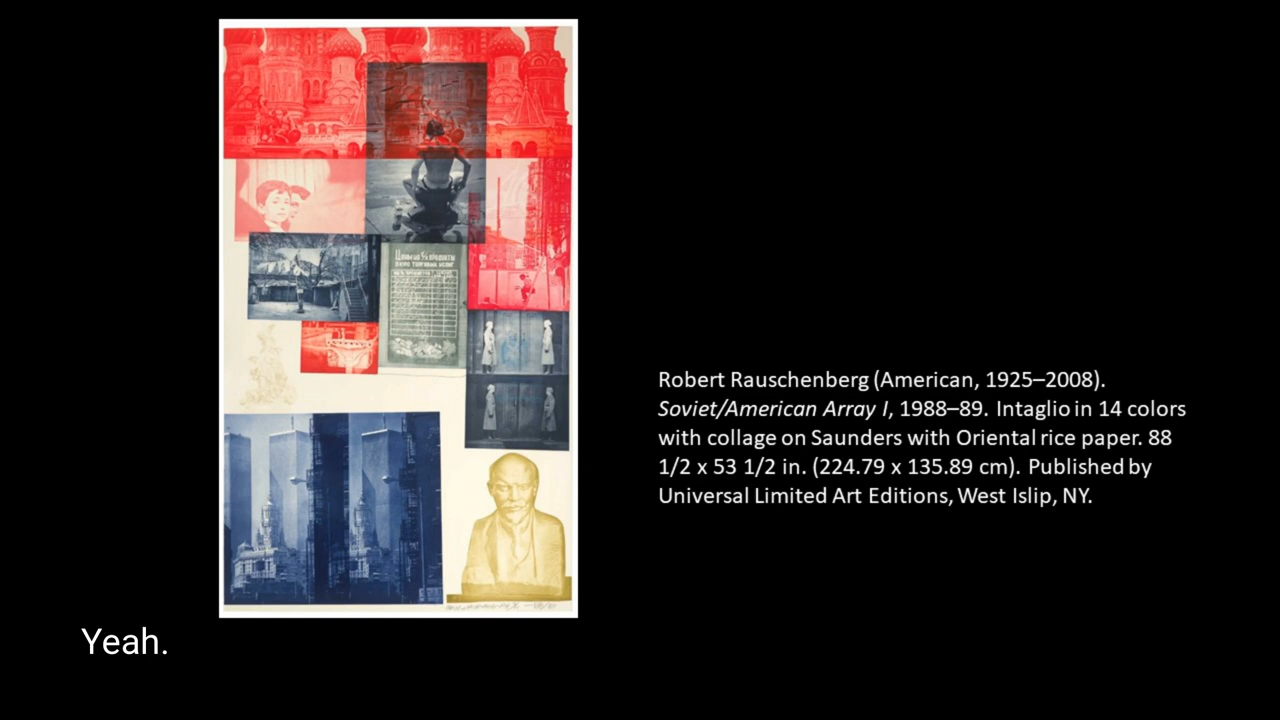 Robert Rauschenberg (American, 1925–2008).
Soviet/American Array I, 1988–89. Intaglio in 14 colors
with collage on Saunders with Oriental rice paper. 88
1/2 x 53 1/2 in. (224.79 x 135.89 cm). Published by
Universal Limited Art Editions, West Islip, NY.
Yeah.